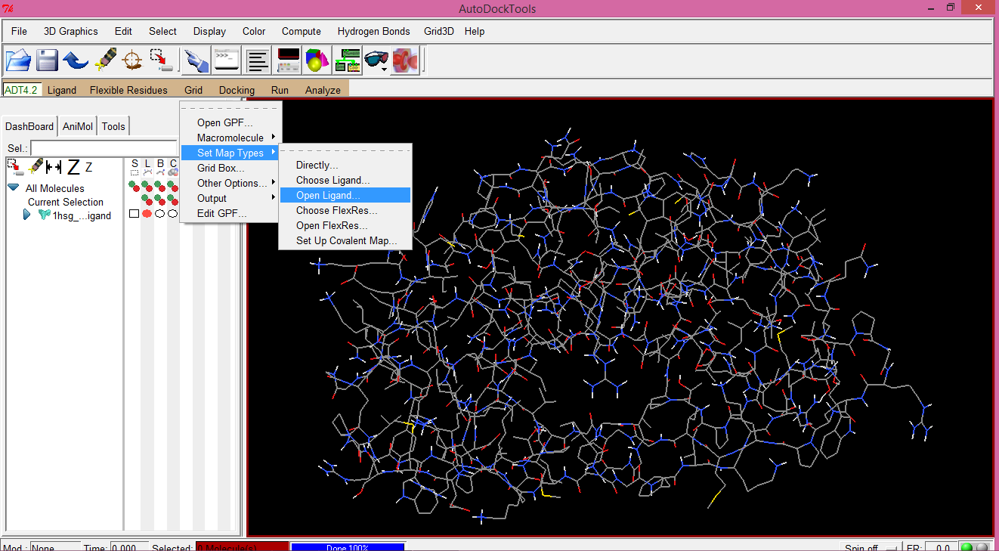 AutoDockTools
File 3D Graphics Edit Select Display Color Compute Hydrogen Bonds Grid3D Help
>>>
ADT4.2 Ligand Flexible Residues Grid Docking Run Analyze
DashBoard AniMol Tools
Sel.:
S L B C
Z Z
All Molecules
Current Selection
1hsg_...igand
Open GPF...
Macromolecule
Set Map Types
Grid Box...
Other Options...
Output
Edit GPF...
Directly...
Choose Ligand...
Open Ligand...
Choose FlexRes...
Open FlexRes...
Set Up Covalent Map...
Mod.: None Time: 0.000 Selected: 0 Molecule(s) Done 100% Spin off FR: 0.0